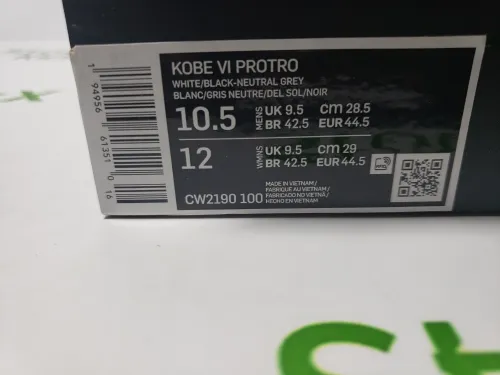 KOBE VI PROTRO
WHITE/BLACK-NEUTRAL GREY
BLANC/GRIS NEUTRE/DEL SOL/NOIR
10.5 MENS UK 9.5 CM 28.5
BR 42.5 EUR 44.5
12 WMNS UK 9.5 CM 29
BR 42.5 EUR 44.5
CW2190 100
MADE IN VIETNAM/
FABRIQUÉ AU VIETNAM/
FABRICADO NO VIETNÃ/
HECHO EN VIETNAM
1 94956 61351 0 16